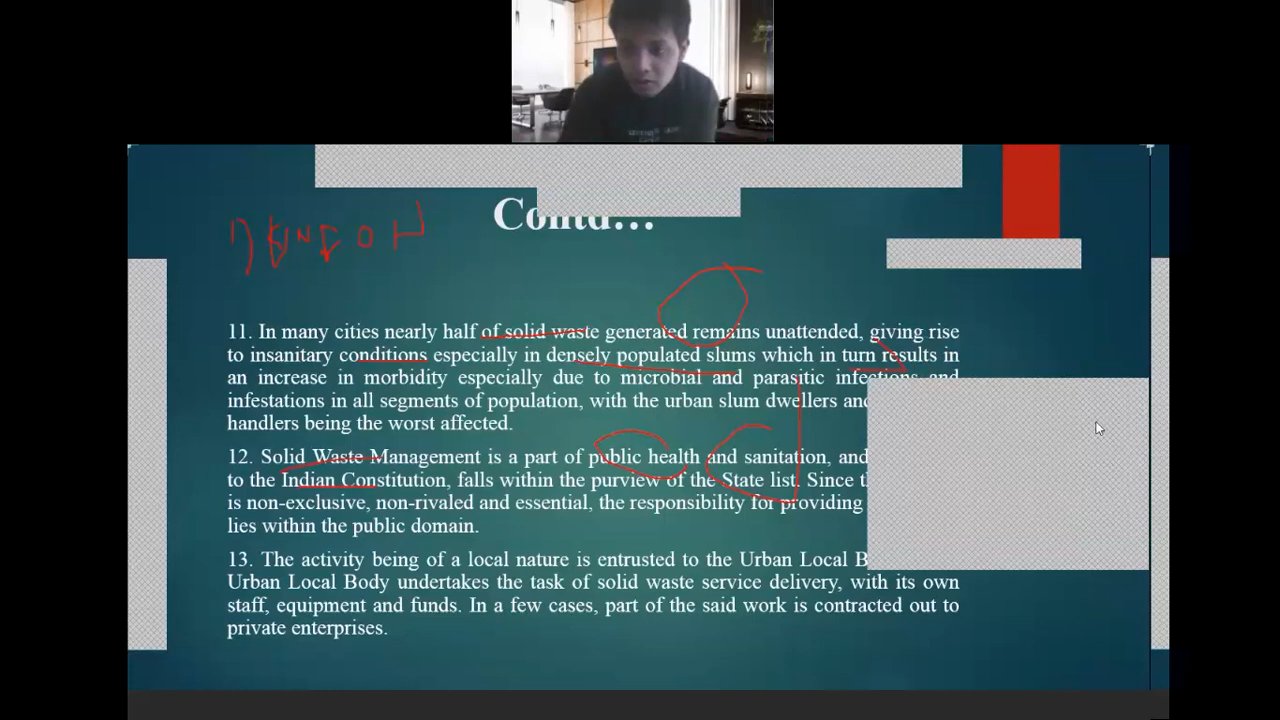 Contd...
11. In many cities nearly half of solid waste generated remains unattended, giving rise
to insanitary conditions especially in densely populated slums which in turn results in
an increase in morbidity especially due to microbial and parasitic infections and
infestations in all segments of population, with the urban slum dwellers and
handlers being the worst affected.
12. Solid Waste Management is a part of public health and sanitation, and
to the Indian Constitution, falls within the purview of the State list. Since
is non-exclusive, non-rivaled and essential, the responsibility for providing
lies within the public domain.
13. The activity being of a local nature is entrusted to the Urban Local
Urban Local Body undertakes the task of solid waste service delivery, with its own
staff, equipment and funds. In a few cases, part of the said work is contracted out to
private enterprises.